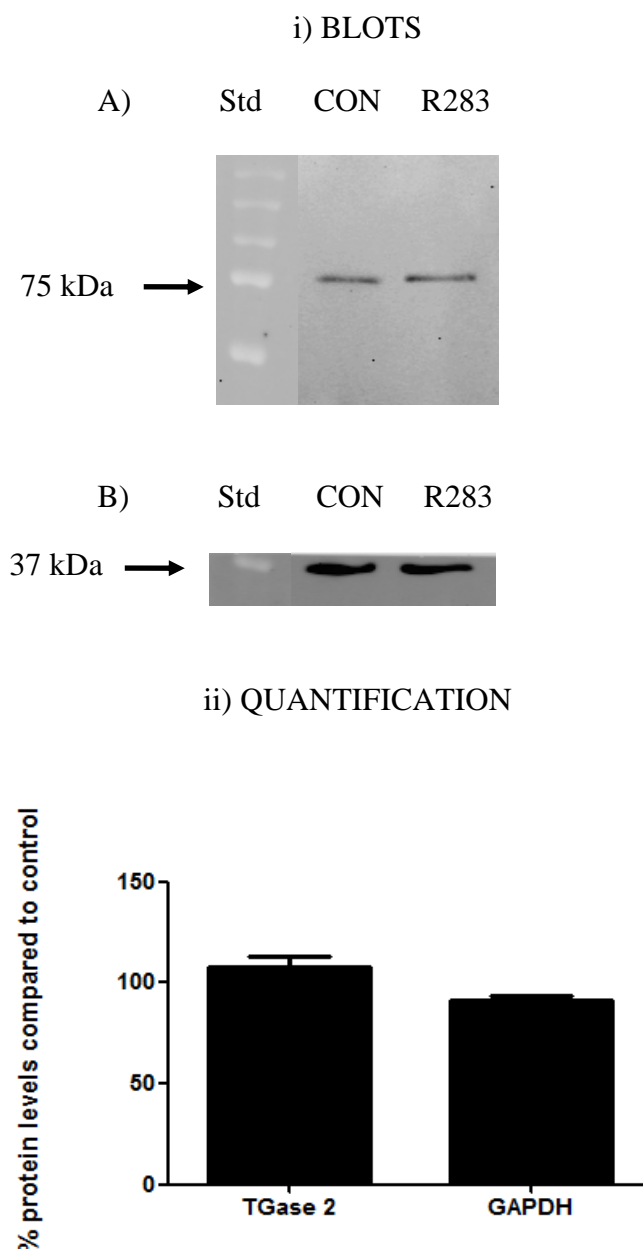 i) BLOTS
A) Std CON R283
75 kDa
B) Std CON R283
37 kDa
ii) QUANTIFICATION
% protein levels compared to control
150
100
50
0
TGase 2 GAPDH